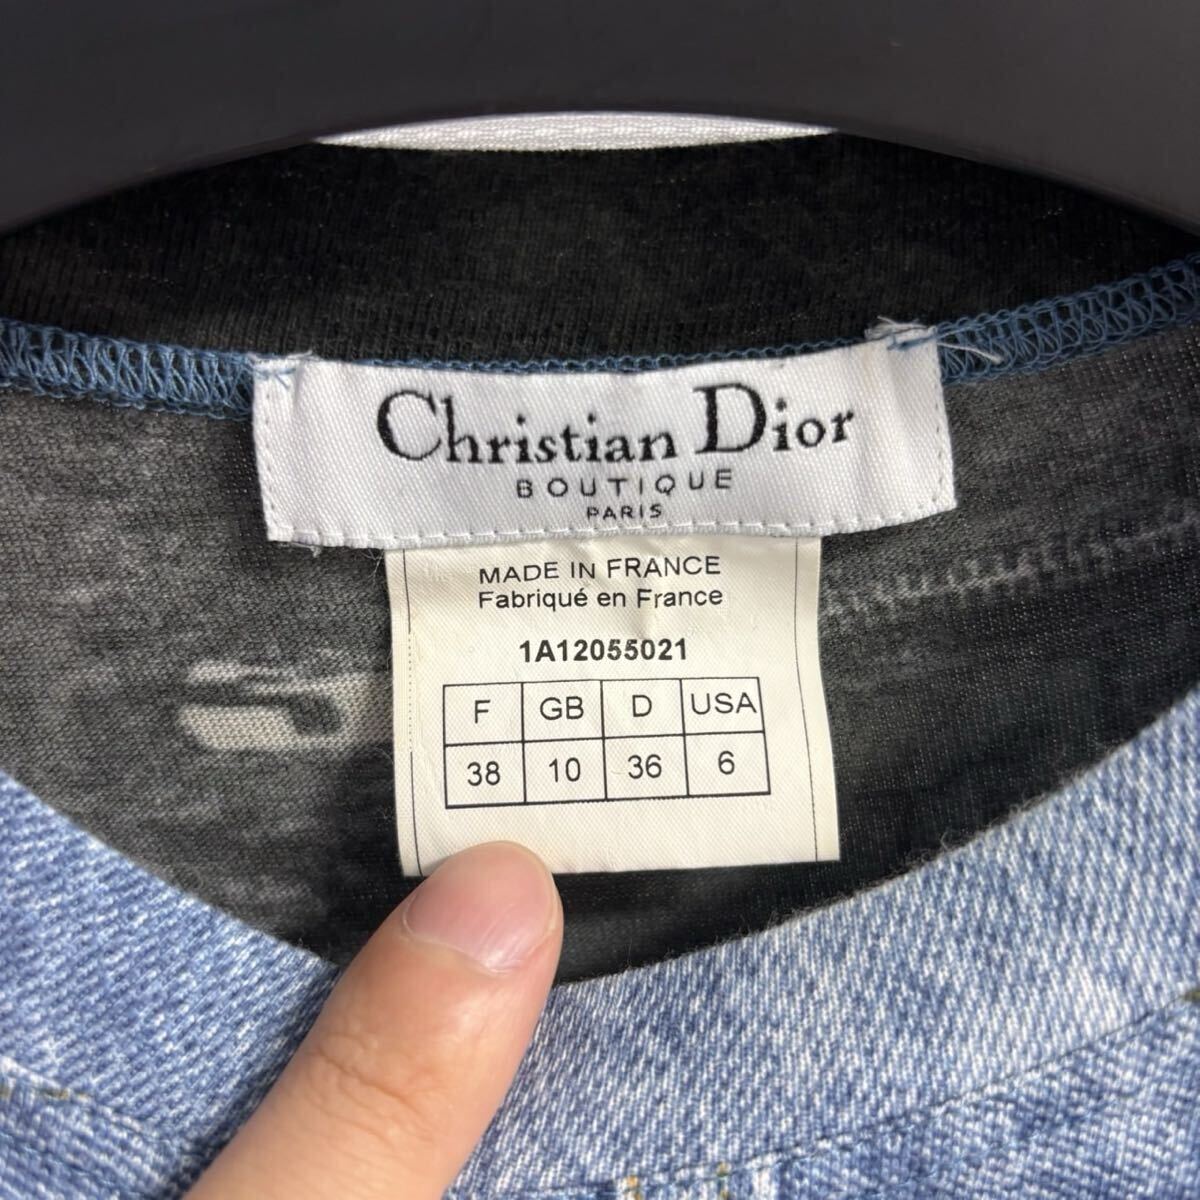 Christian Dior
BOUTIQUE
PARIS
MADE IN FRANCE
Fabriqué en France
1A12055021
F GB D USA
38 10 36 6